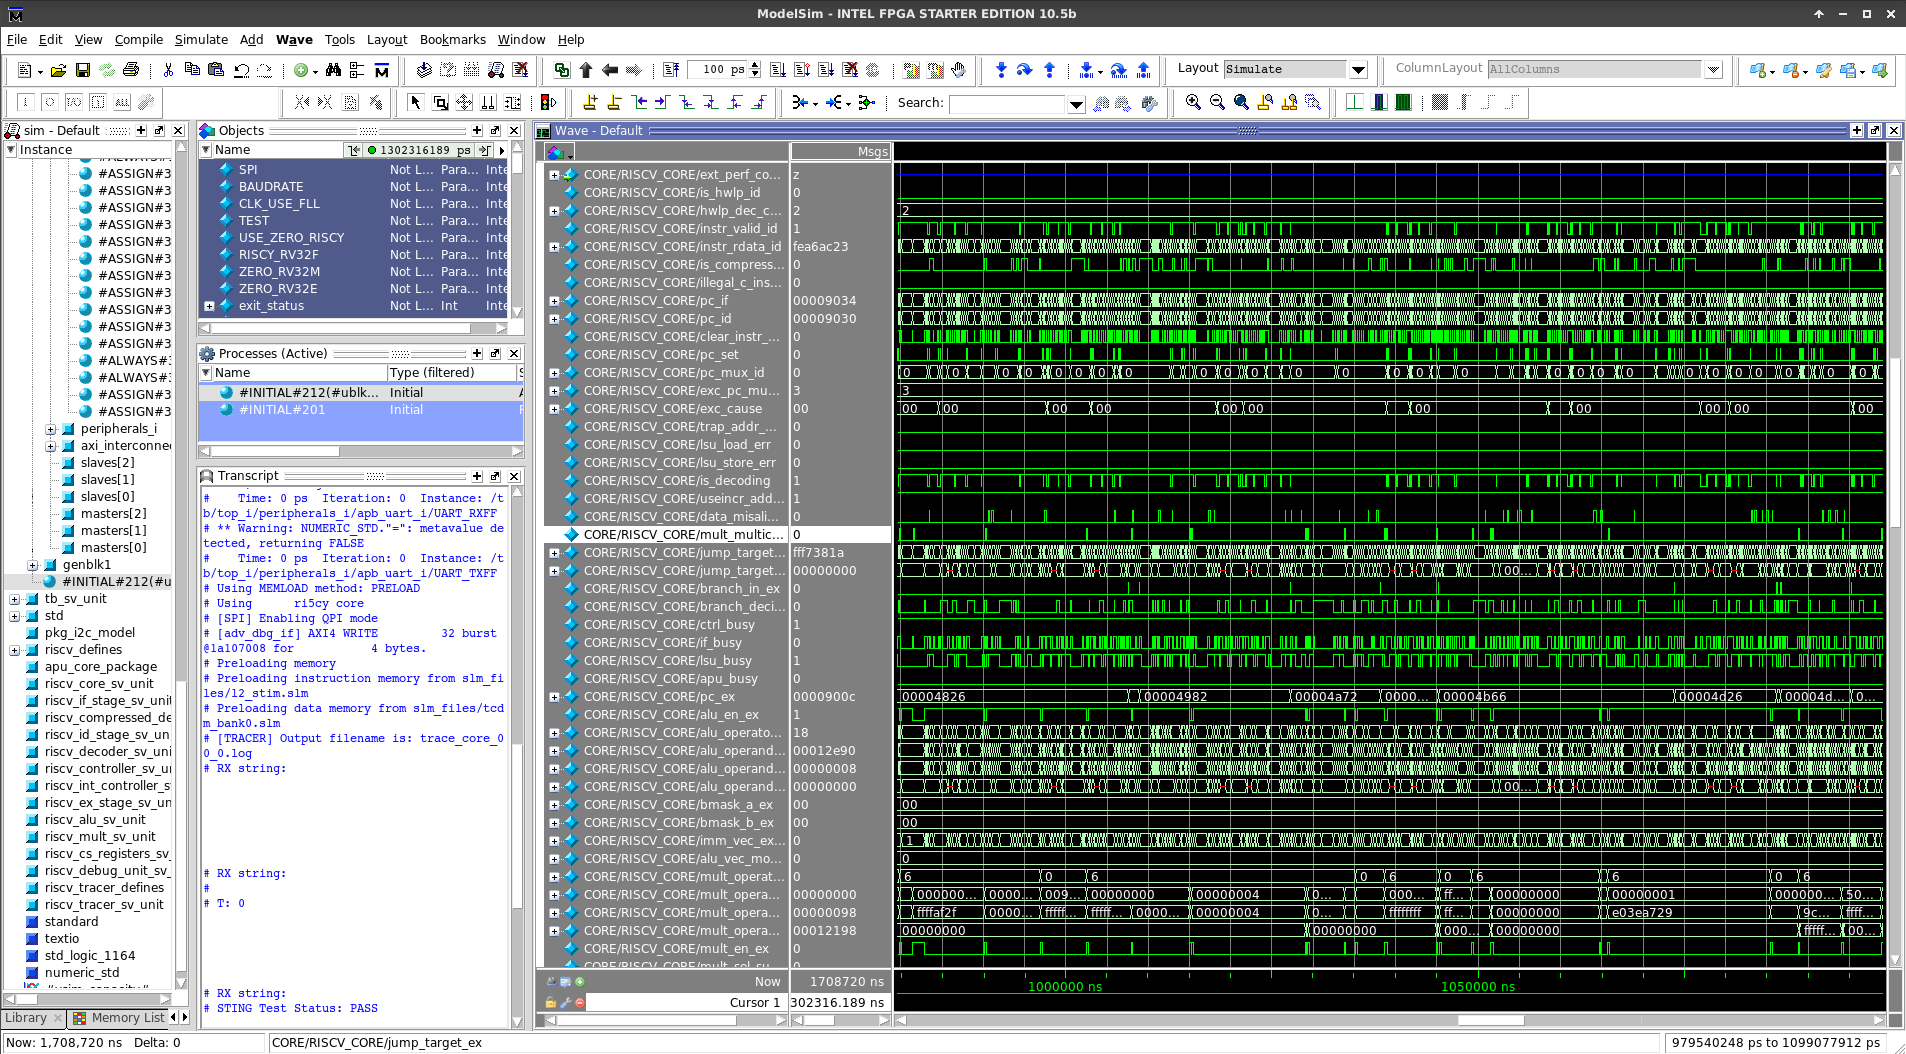 ModelSim - INTEL FPGA STARTER EDITION 10.5b
File Edit View Compile Simulate Add Wave Tools Layout Bookmarks Window Help
100 ps
Layout Simulate
ColumnLayout AllColumns
Search:
sim - Default
Instance
#ASSIGN#3
#ASSIGN#3
#ASSIGN#3
#ASSIGN#3
#ASSIGN#3
#ASSIGN#3
#ASSIGN#3
#ASSIGN#3
#ASSIGN#3
#ASSIGN#3
#ASSIGN#3
#ALWAYS#3
#ALWAYS#3
#ASSIGN#3
#ASSIGN#3
peripherals_i
axi_interconne
slaves[2]
slaves[1]
slaves[0]
masters[2]
masters[1]
masters[0]
genblk1
#INITIAL#212(#u
tb_sv_unit
std
pkg_i2c_model
riscv_defines
apu_core_package
riscv_core_sv_unit
riscv_if_stage_sv_unit
riscv_compressed_de
riscv_id_stage_sv_un
riscv_decoder_sv_uni
riscv_controller_sv_u
riscv_int_controller_s
riscv_ex_stage_sv_un
riscv_alu_sv_unit
riscv_mult_sv_unit
riscv_cs_registers_sv_
riscv_debug_unit_sv_
riscv_tracer_defines
riscv_tracer_sv_unit
standard
textio
std_logic_1164
numeric_std
Library Memory List
Objects
Name 1302316189 ps
SPI Not L... Para... Inte
BAUDRATE Not L... Para... Inte
CLK_USE_FLL Not L... Para... Inte
TEST Not L... Para... Inte
USE_ZERO_RISCY Not L... Para... Inte
RISCY_RV32F Not L... Para... Inte
ZERO_RV32M Not L... Para... Inte
ZERO_RV32E Not L... Para... Inte
exit_status Not L... Int Inte
Processes (Active)
Name Type (filtered) S
#INITIAL#212(#ublk... Initial
#INITIAL#201 Initial
Transcript
# Time: 0 ps Iteration: 0 Instance: /t
b/top_i/peripherals_i/apb_uart_i/UART_RXFF
# ** Warning: NUMERIC_STD."=": metavalue de
tected, returning FALSE
# Time: 0 ps Iteration: 0 Instance: /t
b/top_i/peripherals_i/apb_uart_i/UART_TXFF
# Using MEMLOAD method: PRELOAD
# Using ri5cy core
# [SPI] Enabling QPI mode
# [adv_dbg_if] AXI4 WRITE 32 burst
@1a107008 for 4 bytes.
# Preloading memory
# Preloading instruction memory from slm_fi
les/l2_stim.slm
# Preloading data memory from slm_files/tcd
m_bank0.slm
# [TRACER] Output filename is: trace_core_0
0_0.log
# RX string:
# RX string:
#
# T: 0
# RX string:
# STING Test Status: PASS
Wave - Default
Msgs
CORE/RISCV_CORE/ext_perf_co... z
CORE/RISCV_CORE/is_hwlp_id 0
CORE/RISCV_CORE/hwlp_dec_c... 2 2
CORE/RISCV_CORE/instr_valid_id 1
CORE/RISCV_CORE/instr_rdata_id fea6ac23
CORE/RISCV_CORE/is_compress... 0
CORE/RISCV_CORE/illegal_c_ins... 0
CORE/RISCV_CORE/pc_if 00009034
CORE/RISCV_CORE/pc_id 00009030
CORE/RISCV_CORE/clear_instr_... 0
CORE/RISCV_CORE/pc_set 0
CORE/RISCV_CORE/pc_mux_id 0 0 0 0 0 0 0 0 0 0 0 0 0 0 0 0 0 0 0 0 0 0
CORE/RISCV_CORE/exc_pc_mu... 3 3
CORE/RISCV_CORE/exc_cause 00 00 00 00 00 00 00 00 00 00 00 00
CORE/RISCV_CORE/trap_addr_... 0
CORE/RISCV_CORE/lsu_load_err 0
CORE/RISCV_CORE/lsu_store_err 0
CORE/RISCV_CORE/is_decoding 1
CORE/RISCV_CORE/useincr_add... 1
CORE/RISCV_CORE/data_misali... 0
CORE/RISCV_CORE/mult_multic... 0
CORE/RISCV_CORE/jump_target... fff7381a
CORE/RISCV_CORE/jump_target... 00000000 00...
CORE/RISCV_CORE/branch_in_ex 0
CORE/RISCV_CORE/branch_deci... 0
CORE/RISCV_CORE/ctrl_busy 1
CORE/RISCV_CORE/if_busy 0
CORE/RISCV_CORE/lsu_busy 1
CORE/RISCV_CORE/apu_busy 0
CORE/RISCV_CORE/pc_ex 0000900c 00004826 00004982 00004a72 0000... 00004b66 00004d26 00004d... 0...
CORE/RISCV_CORE/alu_en_ex 1
CORE/RISCV_CORE/alu_operato... 18
CORE/RISCV_CORE/alu_operand... 00012e90
CORE/RISCV_CORE/alu_operand... 00000008
CORE/RISCV_CORE/alu_operand... 00000000 00...
CORE/RISCV_CORE/bmask_a_ex 00 00
CORE/RISCV_CORE/bmask_b_ex 00 00
CORE/RISCV_CORE/imm_vec_ex... 0 1
CORE/RISCV_CORE/alu_vec_mo... 0 0
CORE/RISCV_CORE/mult_operat... 0 6 0 6 0 6 0 6 6 0 6
CORE/RISCV_CORE/mult_opera... 00000000 000000... 0000... 009... 00000000 00000004 0... 000... ff... 00000000 00000001 000000... 50...
CORE/RISCV_CORE/mult_opera... 00000098 ffffaf2f 0000... fffff... fffff... 0000... 00000004 0... ffffffff ff... 00000000 e03ea729 9c... ffff...
CORE/RISCV_CORE/mult_opera... 00012198 00000000 00000000 000... 00000000 fffff... 00...
CORE/RISCV_CORE/mult_en_ex 0
Now 1708720 ns 1000000 ns 1050000 ns
Cursor 1 302316.189 ns
Now: 1,708,720 ns Delta: 0 CORE/RISCV_CORE/jump_target_ex 979540248 ps to 1099077912 ps